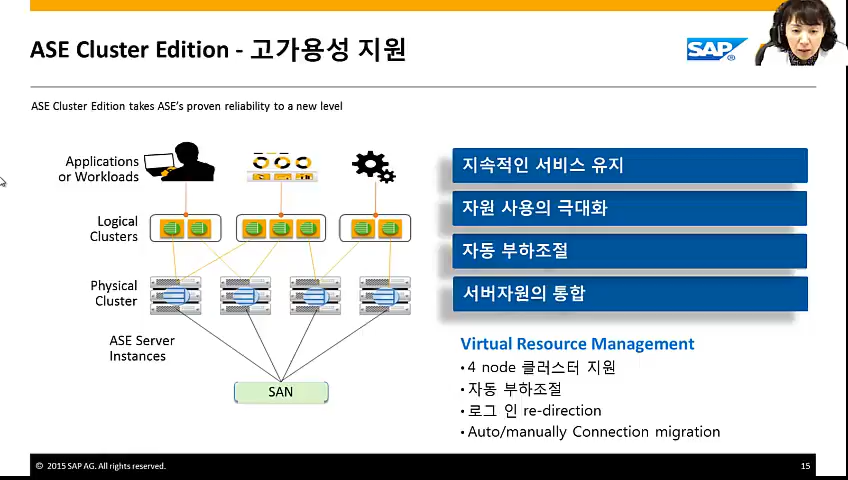 ASE Cluster Edition - 고가용성 지원
SAP®
ASE Cluster Edition takes ASE's proven reliability to a new level
Applications
or Workloads
Logical
Clusters
Physical
Cluster
ASE Server
Instances
SAN
지속적인 서비스 유지
자원 사용의 극대화
자동 부하조절
서버자원의 통합
Virtual Resource Management
• 4 node 클러스터 지원
• 자동 부하조절
• 로그 인 re-direction
• Auto/manually Connection migration
© 2015 SAP AG. All rights reserved.
15